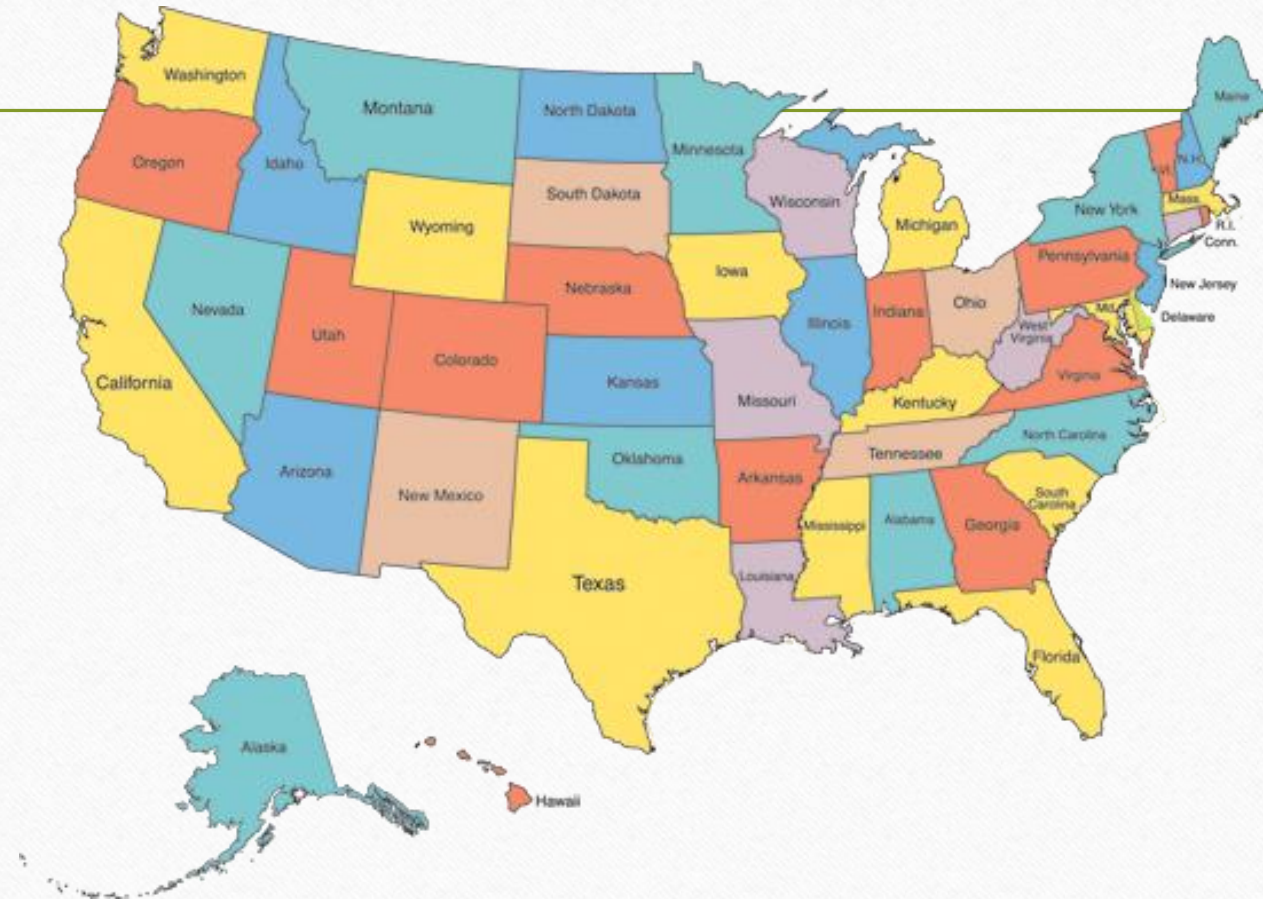 Washington
Montana
North Dakota
Minnesota
Maine
Oregon
Idaho
South Dakota
Wisconsin
Vt.
N.H.
Wyoming
Michigan
New York
Mass.
R.I.
Conn.
Iowa
Pennsylvania
Nebraska
New Jersey
Nevada
Utah
Colorado
Illinois
Indiana
Ohio
Md.
Delaware
West
Virginia
California
Kansas
Missouri
Kentucky
Virginia
Arizona
New Mexico
Oklahoma
Arkansas
Tennessee
North Carolina
South
Carolina
Mississippi
Alabama
Georgia
Texas
Louisiana
Florida
Alaska
Hawaii